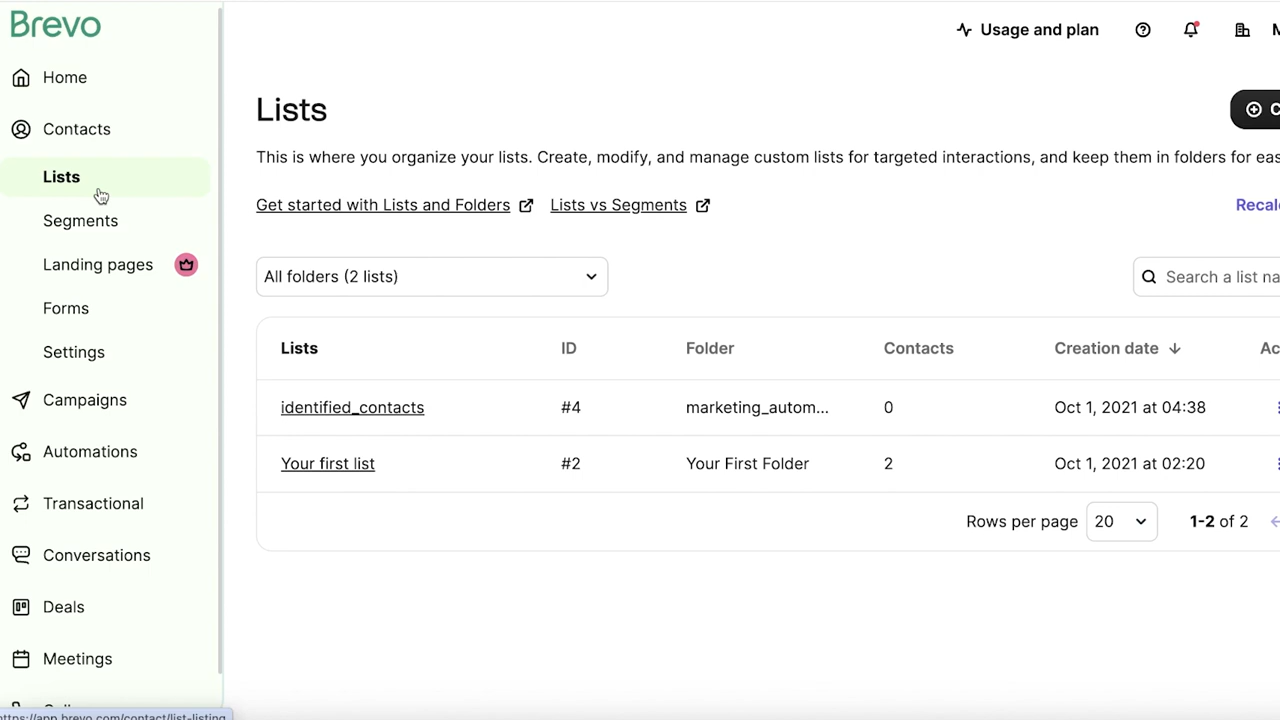 Brevo
Home
Contacts
Lists
Segments
Landing pages
Forms
Settings
Campaigns
Automations
Transactional
Conversations
Deals
Meetings
https://app.brevo.com/contact/list-listing
Usage and plan
Lists
This is where you organize your lists. Create, modify, and manage custom lists for targeted interactions, and keep them in folders for eas
Get started with Lists and Folders Lists vs Segments
Recal
All folders (2 lists)
Search a list na
Lists ID Folder Contacts Creation date Ac
identified_contacts #4 marketing_autom... 0 Oct 1, 2021 at 04:38
Your first list #2 Your First Folder 2 Oct 1, 2021 at 02:20
Rows per page 20 1-2 of 2